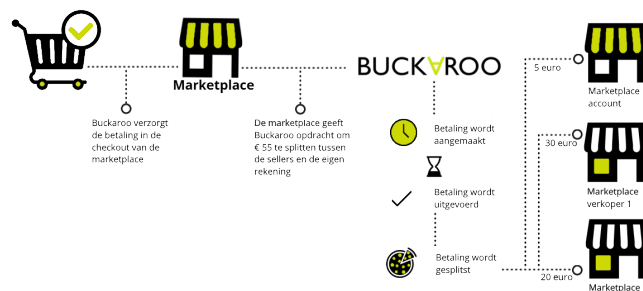 Marketplace
Buckaroo verzorgt
de betaling in de
checkout van de
marketplace
De marketplace geeft
Buckaroo opdracht om
€ 55 te splitten tussen
de sellers en de eigen
rekening
BUCKAROO
Betaling wordt
aangemaakt
Betaling wordt
uitgevoerd
Betaling wordt
gesplitst
5 euro
Marketplace
account
30 euro
Marketplace
verkoper 1
20 euro
Marketplace